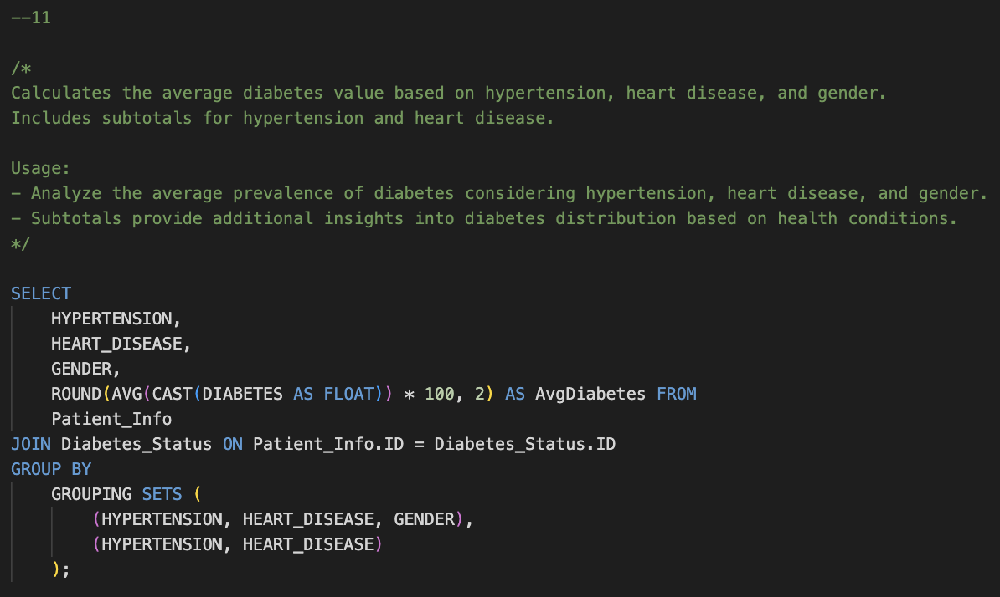 --11
/*
Calculates the average diabetes value based on hypertension, heart disease, and gender.
Includes subtotals for hypertension and heart disease.
Usage:
- Analyze the average prevalence of diabetes considering hypertension, heart disease, and gender.
- Subtotals provide additional insights into diabetes distribution based on health conditions.
*/
SELECT
HYPERTENSION,
HEART_DISEASE,
GENDER,
ROUND(AVG(CAST(DIABETES AS FLOAT)) * 100, 2) AS AvgDiabetes FROM
Patient_Info
JOIN Diabetes_Status ON Patient_Info.ID = Diabetes_Status.ID
GROUP BY
GROUPING SETS (
(HYPERTENSION, HEART_DISEASE, GENDER),
(HYPERTENSION, HEART_DISEASE)
);